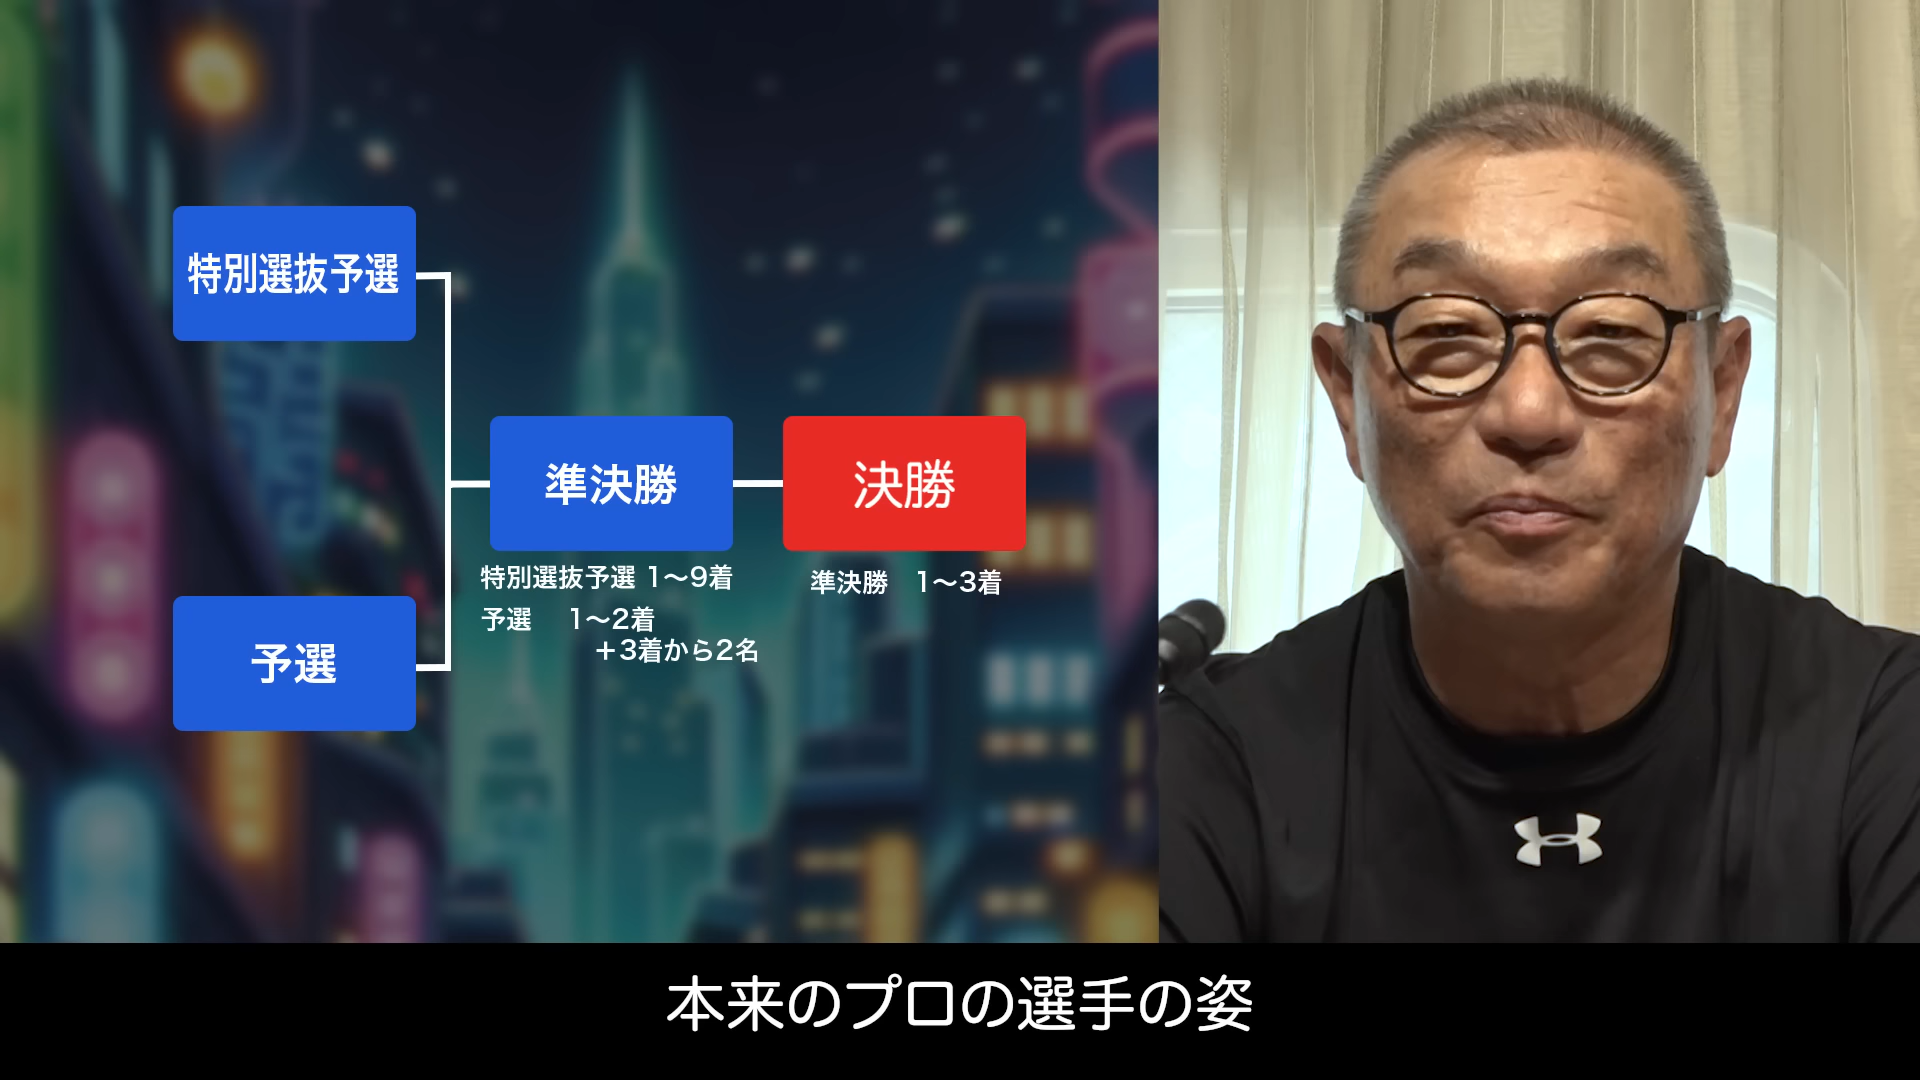 特別選抜予選
準決勝
決勝
特別選抜予選 1〜9着
予選　1〜2着
＋3着から2名
準決勝　1〜3着
予選
本来のプロの選手の姿